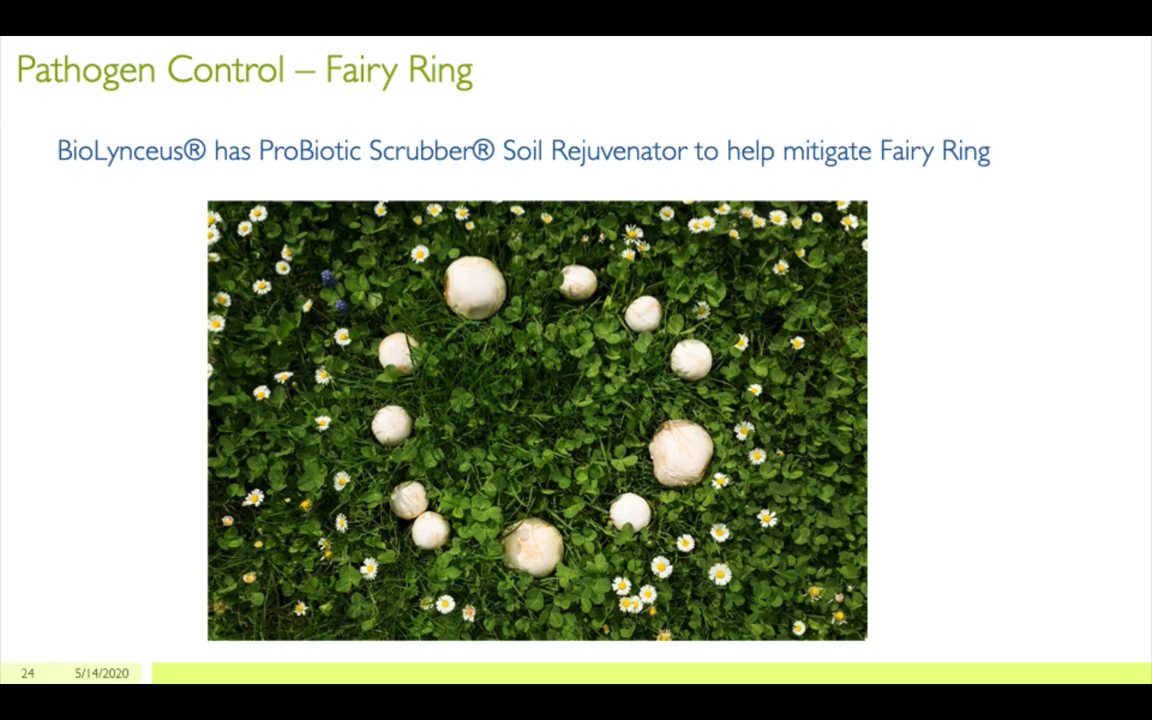 Pathogen Control – Fairy Ring
BioLynceus® has ProBiotic Scrubber® Soil Rejuvenator to help mitigate Fairy Ring
24 5/14/2020